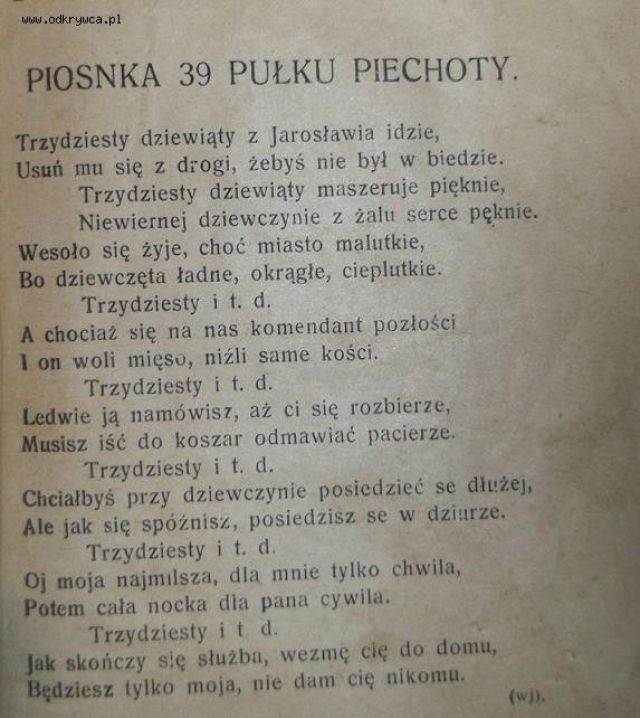 www.odkrywca.pl
PIOSNKA 39 PUŁKU PIECHOTY.
Trzydziesty dziewiąty z Jarosławia idzie,
Usuń mu się z drogi, żebyś nie był w biedzie.
Trzydziesty dziewiąty maszeruje pięknie,
Niewiernej dziewczynie z żalu serce pęknie.
Wesoło się żyje, choć miasto malutkie,
Bo dziewczęta ładne, okrągłe, cieplutkie.
Trzydziesty i t. d.
A chociaż się na nas komendant pozłości
I on woli mięso, niźli same kości.
Trzydziesty i t. d.
Ledwie ją namówisz, aż ci się rozbierze,
Musisz iść do koszar odmawiać pacierze.
Trzydziesty i t. d.
Chciałbyś przy dziewczynie posiedzieć se dłużej,
Ale jak się spóźnisz, posiedzisz se w dziurze.
Trzydziesty i t. d.
Oj moja najmilsza, dla mnie tylko chwila,
Potem cała nocka dla pana cywila.
Trzydziesty i t d.
Jak skończy się służba, wezmę cię do domu,
Będziesz tylko moja, nie dam cię nikomu.
(wj).